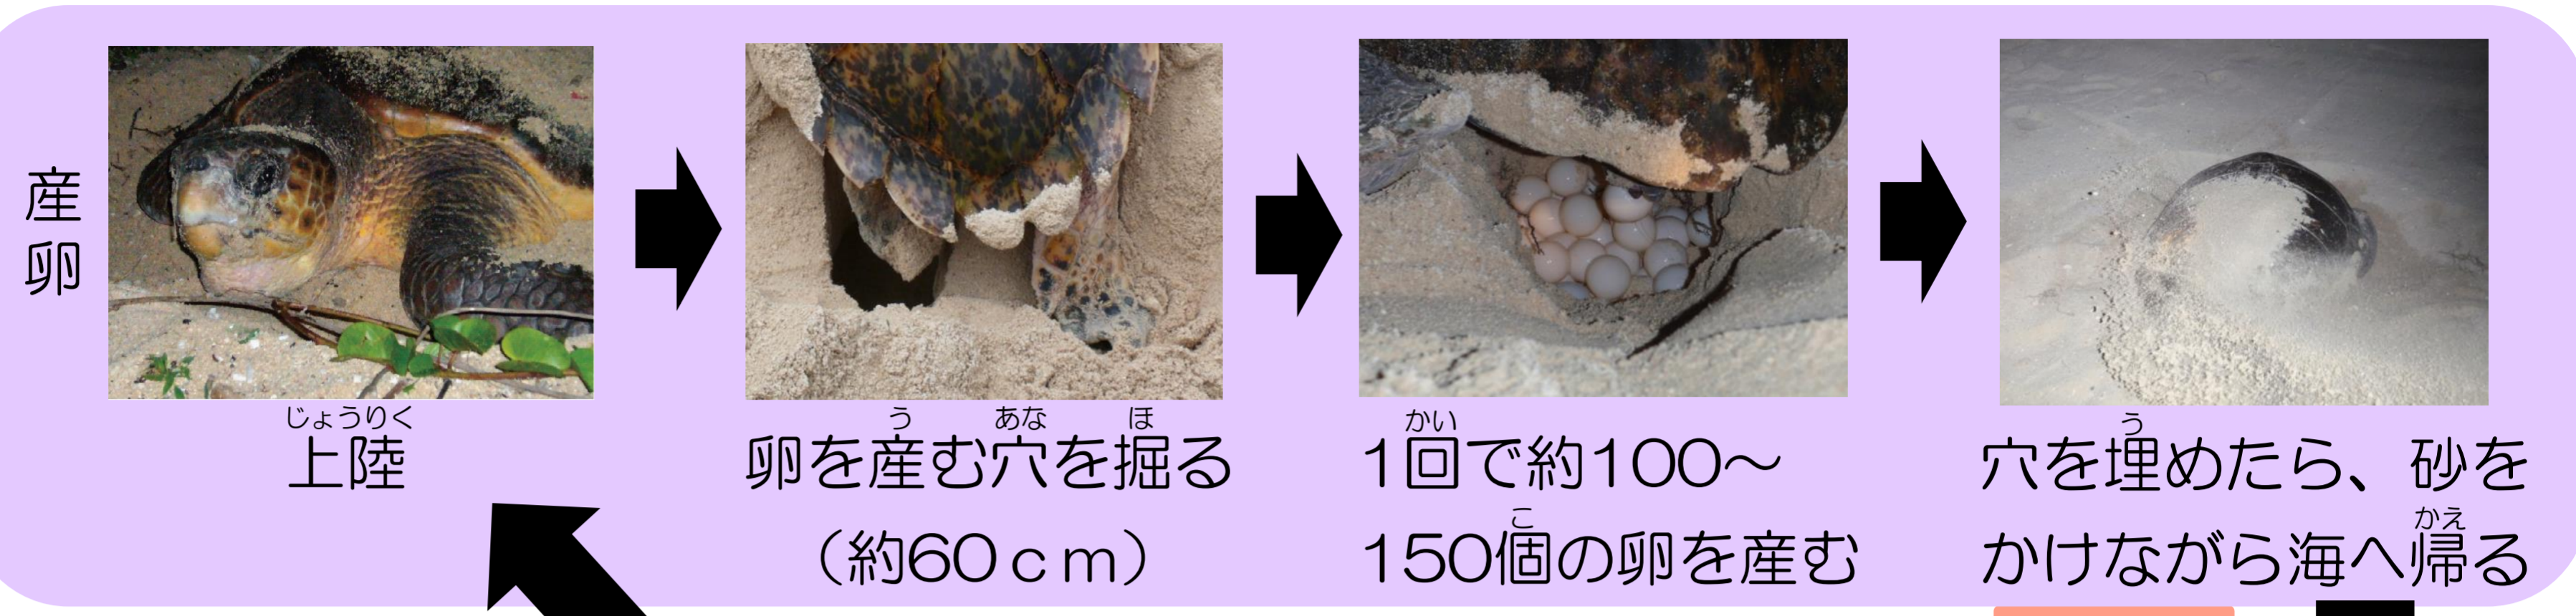 産卵
じょうりく
上陸
う あな ほ
卵を産む穴を掘る
（約60ｃｍ）
かい
1回で約100～
こ
150個の卵を産む
う
穴を埋めたら、砂を
かえ
かけながら海へ帰る